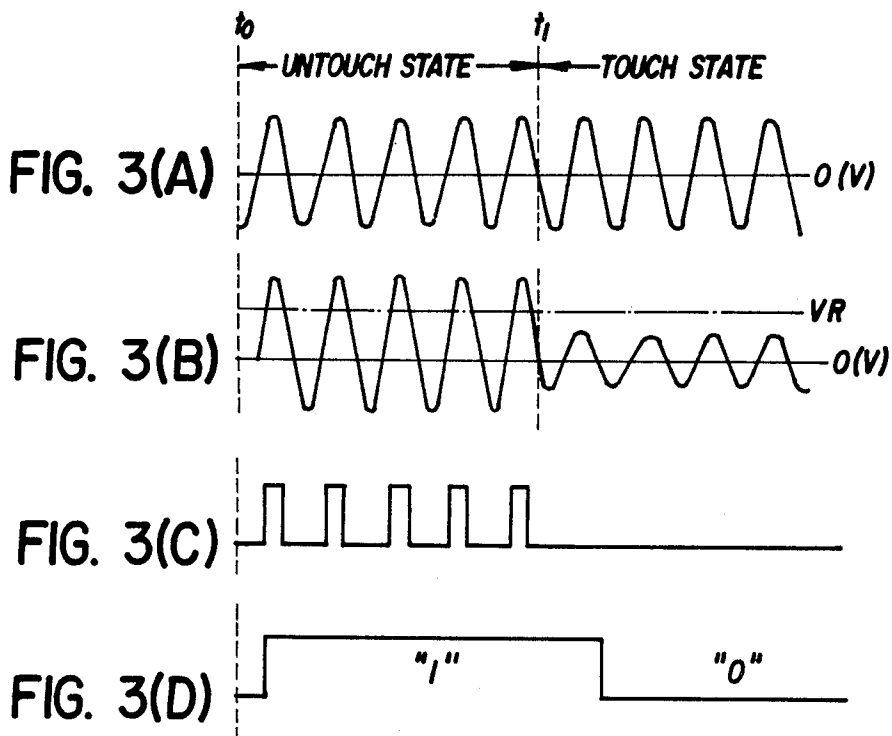 t0 t1
UNTOUCH STATE TOUCH STATE
FIG. 3(A) 0 (V)
VR
FIG. 3(B) 0(V)
FIG. 3(C)
"1" "0"
FIG. 3(D)